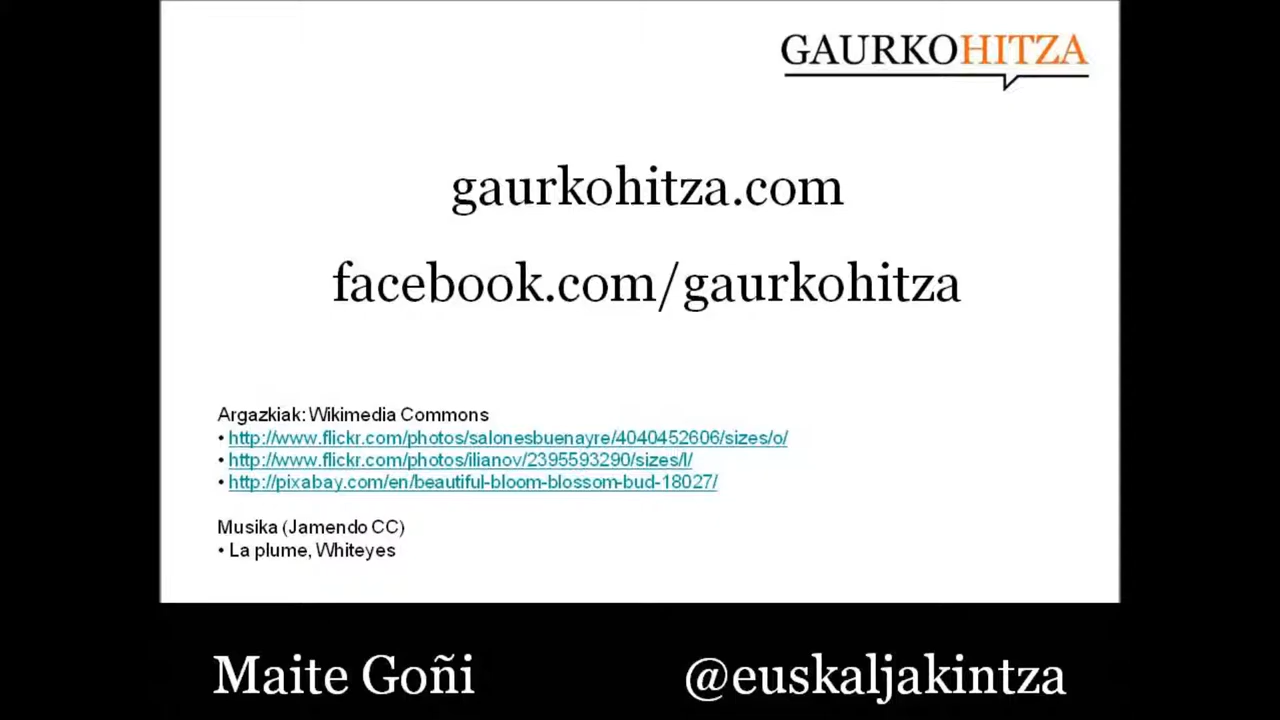 GAURKOHITZA
gaurkohitza.com
facebook.com/gaurkohitza
Argazkiak: Wikimedia Commons
• http://www.flickr.com/photos/salonesbuenayre/4040452606/sizes/o/
• http://www.flickr.com/photos/ilianov/2395593290/sizes/l/
• http://pixabay.com/en/beautiful-bloom-blossom-bud-18027/
Musika (Jamendo CC)
• La plume, Whiteyes
Maite Goñi @euskaljakintza